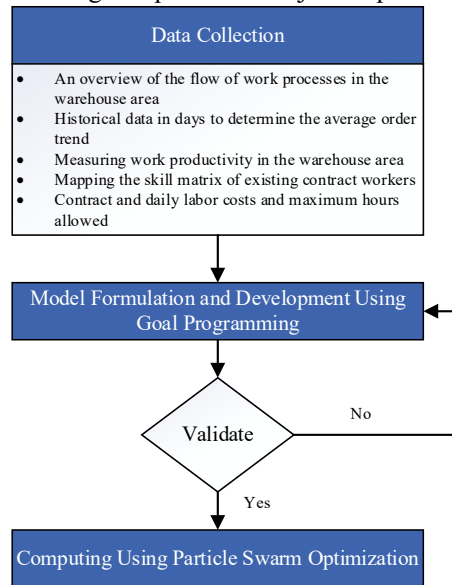 Data Collection
• An overview of the flow of work processes in the
warehouse area
• Historical data in days to determine the average order
trend
• Measuring work productivity in the warehouse area
• Mapping the skill matrix of existing contract workers
• Contract and daily labor costs and maximum hours
allowed
Model Formulation and Development Using
Goal Programming
Validate
No
Yes
Computing Using Particle Swarm Optimization